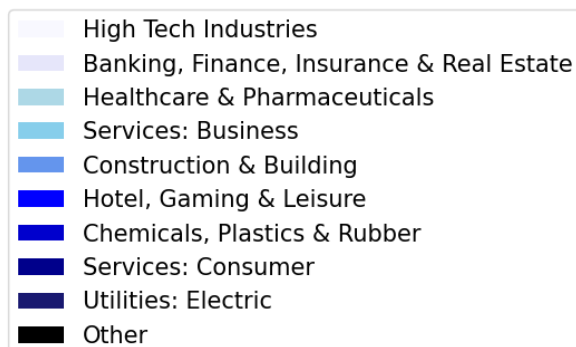 High Tech Industries
Banking, Finance, Insurance & Real Estate
Healthcare & Pharmaceuticals
Services: Business
Construction & Building
Hotel, Gaming & Leisure
Chemicals, Plastics & Rubber
Services: Consumer
Utilities: Electric
Other